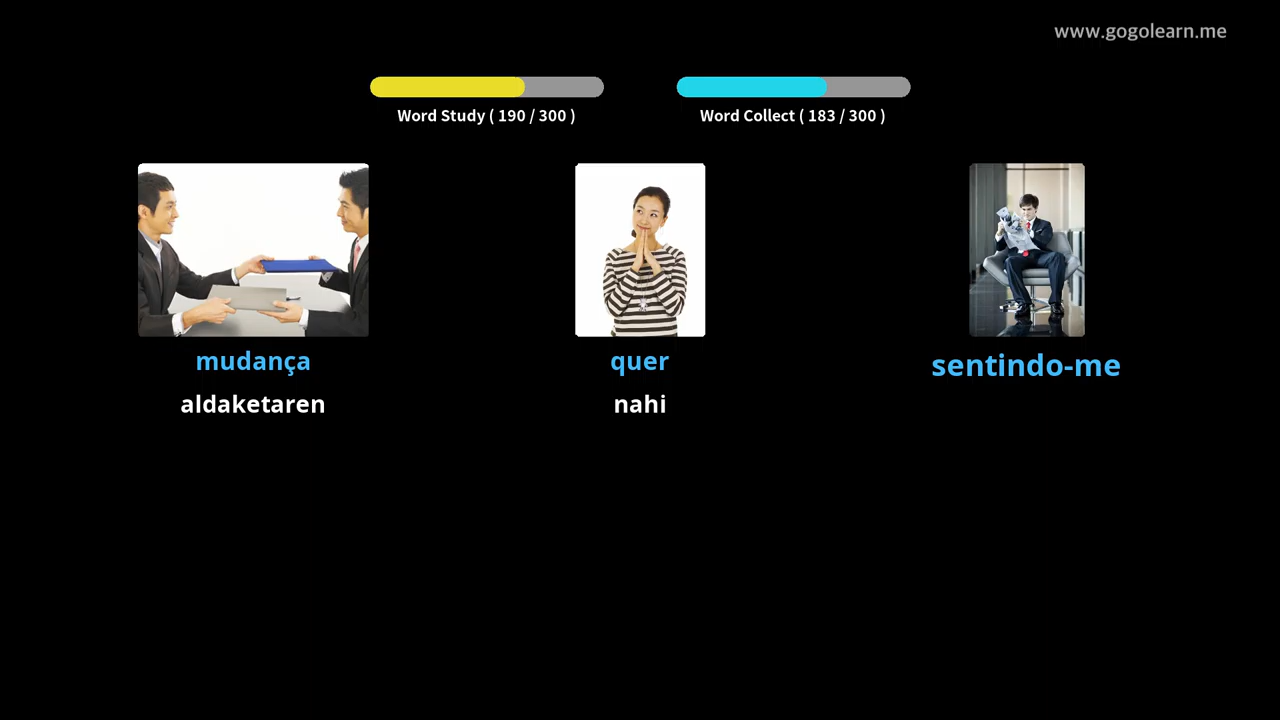 www.gogolearn.me
Word Study ( 190 / 300 )
Word Collect ( 183 / 300 )
mudança
quer
sentindo-me
aldaketaren
nahi